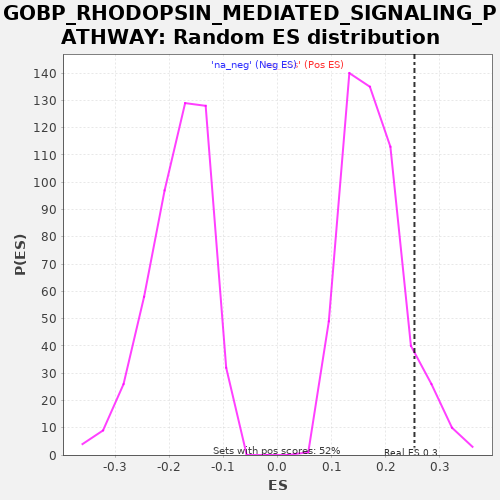 GOBP_RHODOPSIN_MEDIATED_SIGNALING_P
ATHWAY: Random ES distribution
'na_neg' (Neg ES)
' (Pos ES)
140
130
120
110
100
90
80
70
60
50
40
30
20
10
0
P(ES)
Sets with pos scores: 52%
Real ES 0.3
-0.3
-0.2
-0.1
0.0
0.1
0.2
0.3
ES